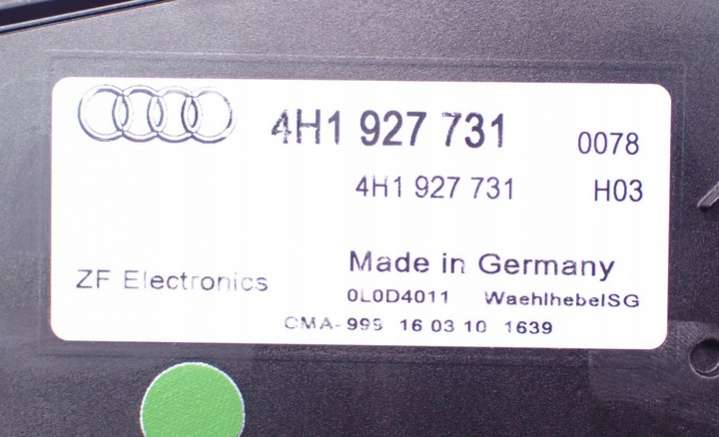 4H1 927 731 0078
4H1 927 731 H03
Made in Germany
ZF Electronics
0L0D4011 WaehlhebelSG
CMA-999 16 03 10 1639